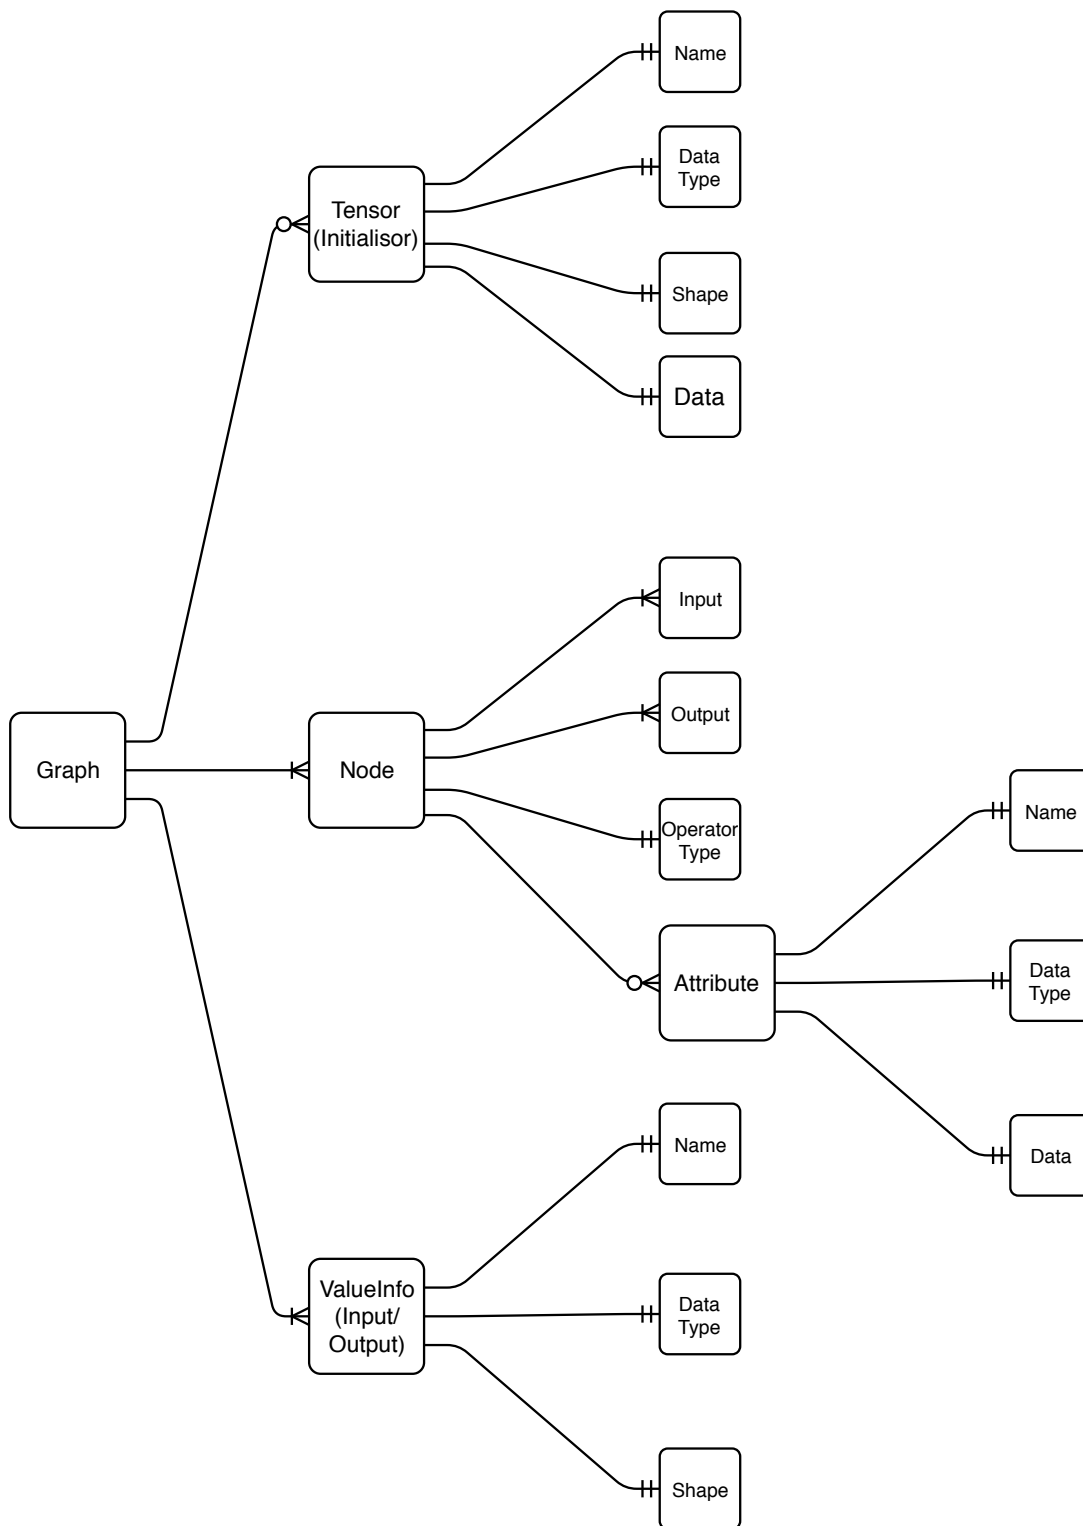 Name
Data
Type
Tensor
(Initialisor)
Shape
Data
Input
Output
Graph
Node
Operator
Type
Name
Attribute
Data
Type
Name
Data
ValueInfo
(Input/
Output)
Data
Type
Shape